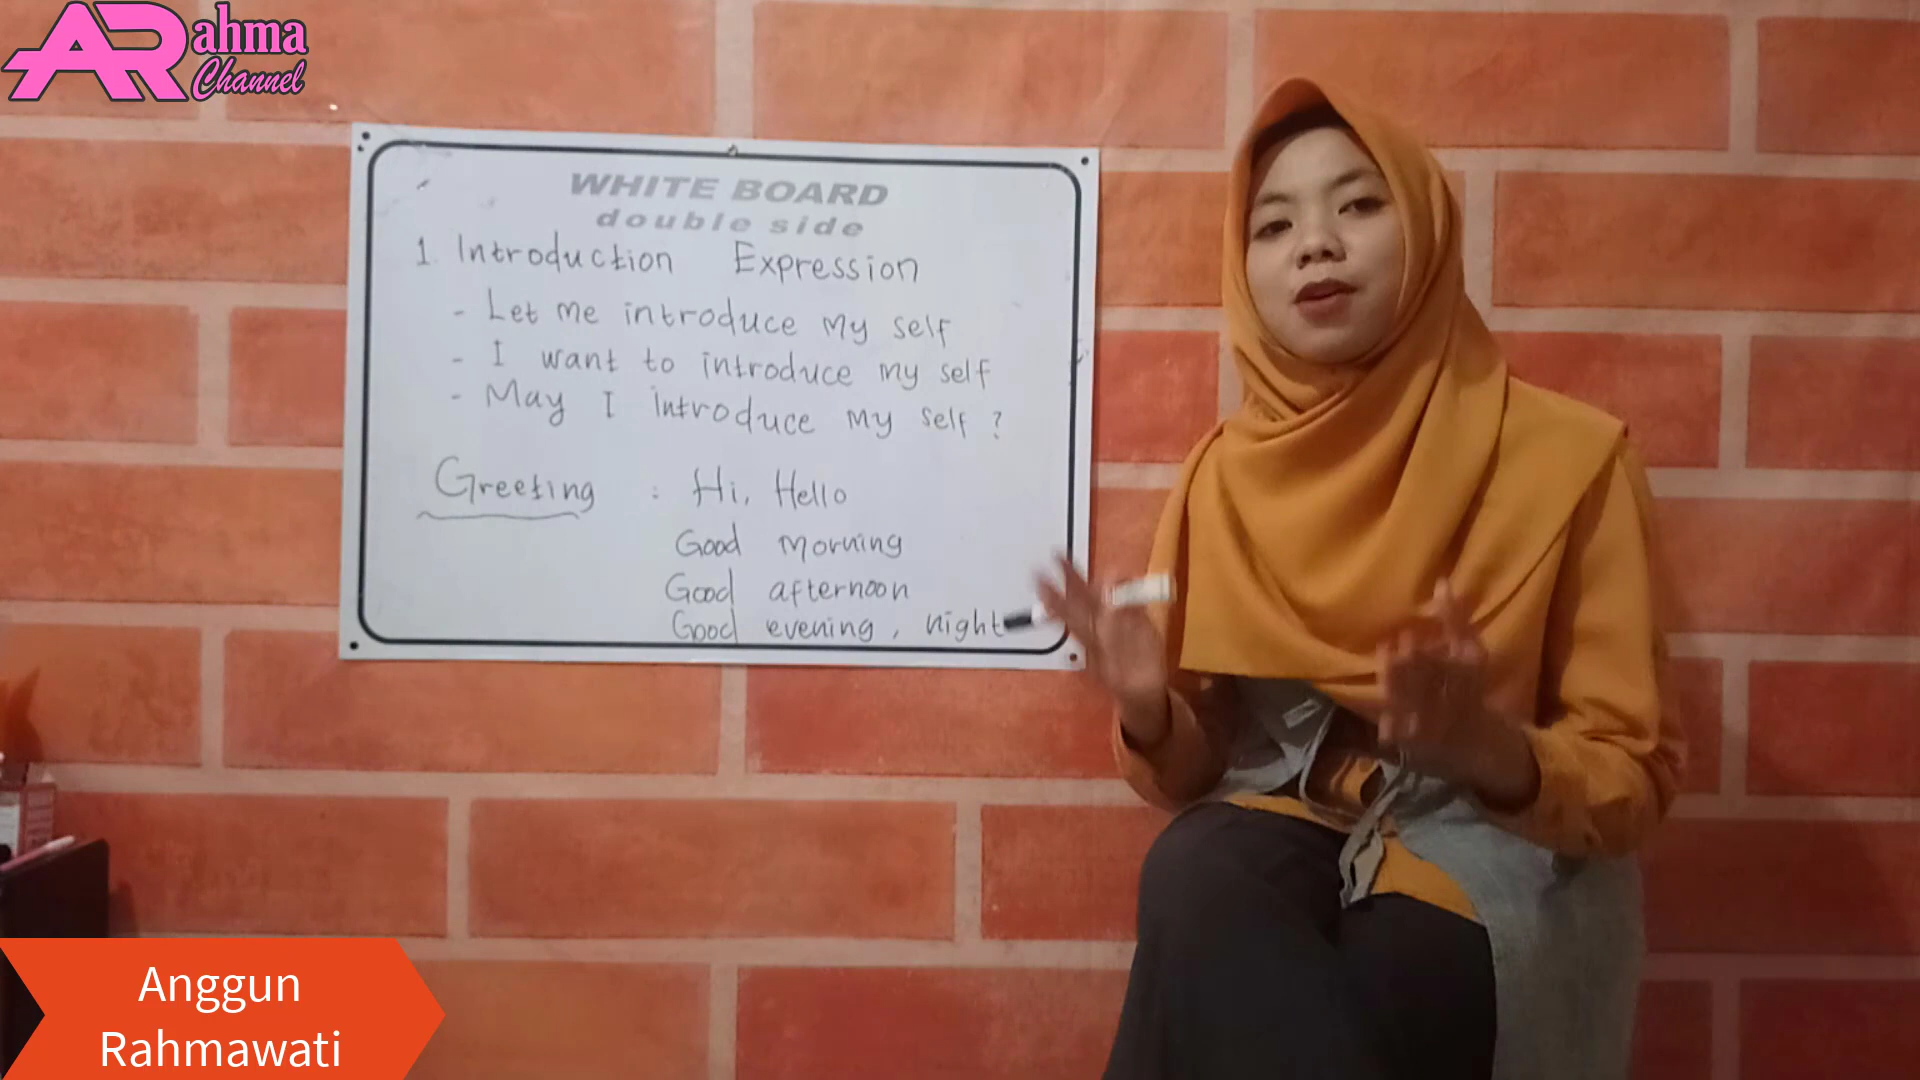 ARahma
Channel
WHITE BOARD
double side
1. Introduction Expression
- Let me introduce my self
- I want to introduce my self
- May I introduce my self ?
Greeting : Hi, Hello
Good morning
Good afternoon
Good evening, night
Anggun
Rahmawati